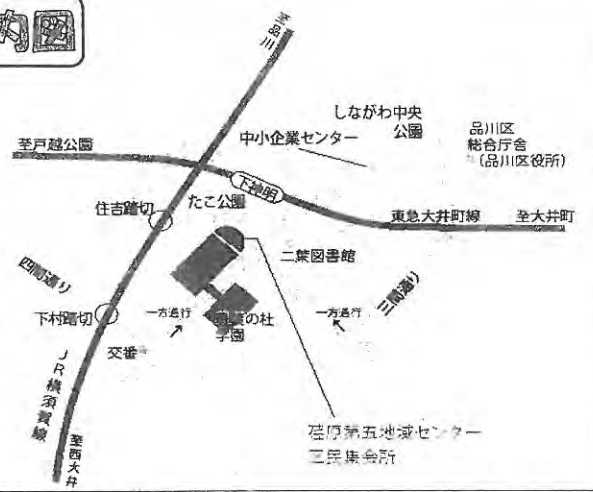 内図
至品川
しながわ中央
公園
中小企業センター
品川区
総合庁舎
(品川区役所)
至戸越公園
下神明
たこ公園
住吉踏切
東急大井町線
至大井町
二葉図書館
四間通り
三間通り
下村踏切
一方通行
一方通行
の杜
学園
交番
JR横須賀線
至西大井
荏原第五地域センター
区民集会所